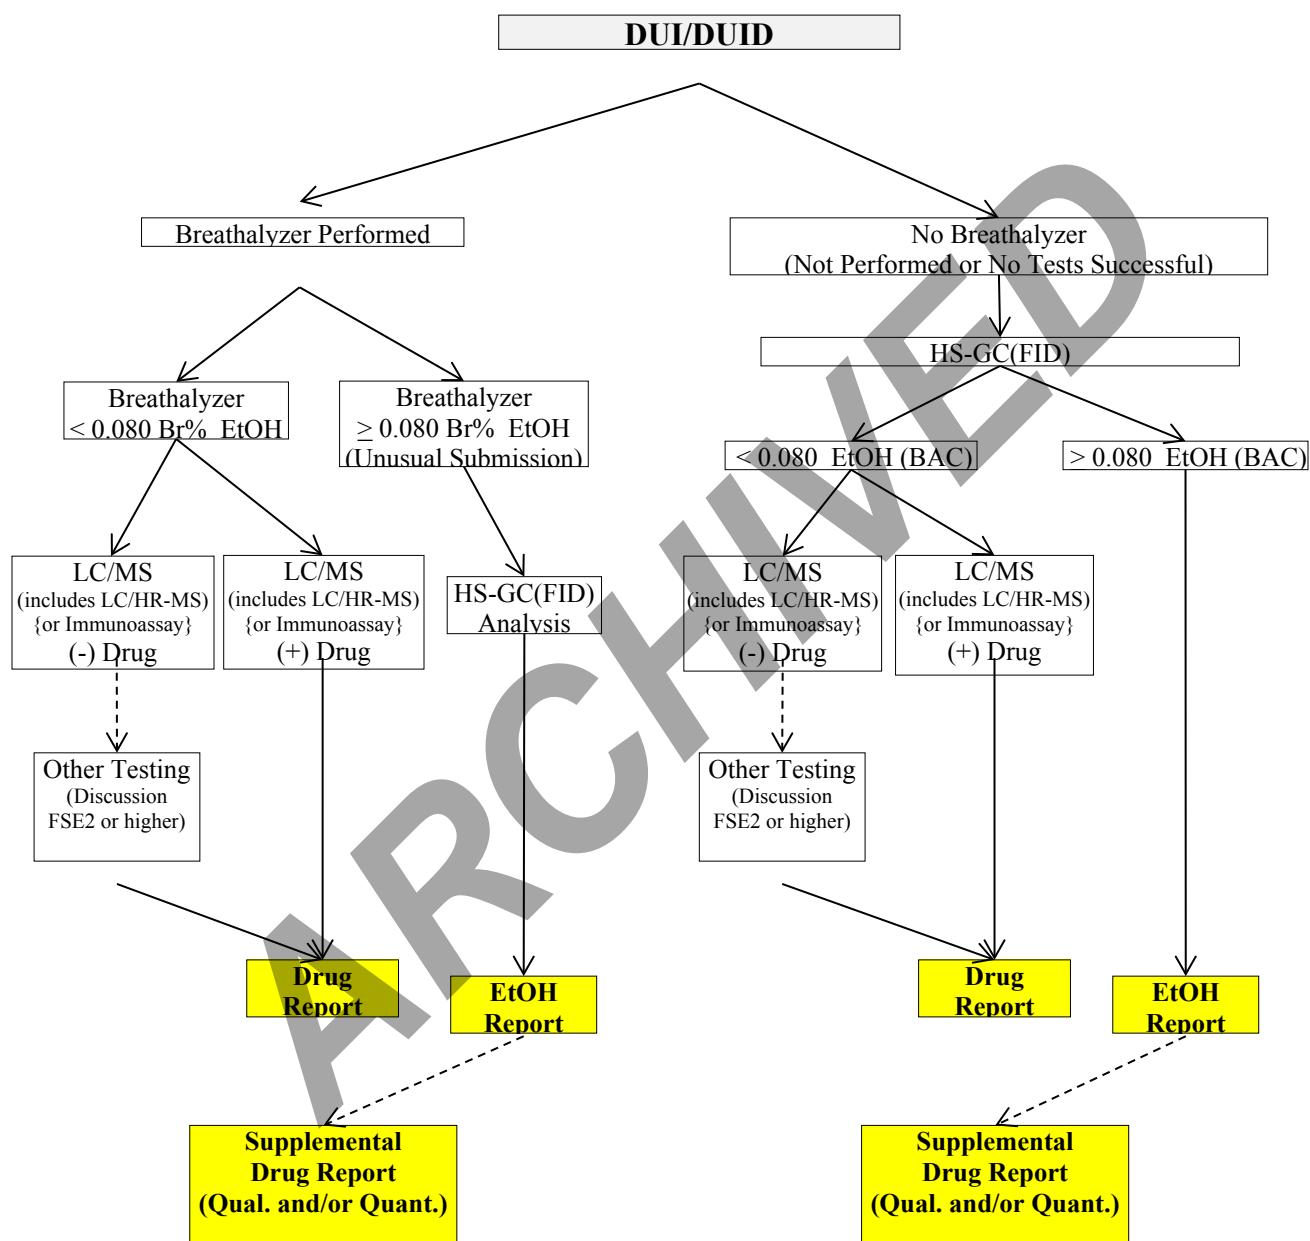 DUI/DUID
Breathalyzer Performed
No Breathalyzer
(Not Performed or No Tests Successful)
HS-GC(FID)
Breathalyzer
< 0.080 Br% EtOH
Breathalyzer
≥ 0.080 Br% EtOH
(Unusual Submission)
< 0.080 EtOH (BAC)
≥ 0.080 EtOH (BAC)
LC/MS
(includes LC/HR-MS)
{or Immunoassay}
(-) Drug
LC/MS
(includes LC/HR-MS)
{or Immunoassay}
(+) Drug
HS-GC(FID)
Analysis
LC/MS
(includes LC/HR-MS)
{or Immunoassay}
(-) Drug
LC/MS
(includes LC/HR-MS)
{or Immunoassay}
(+) Drug
Other Testing
(Discussion
FSE2 or higher)
Other Testing
(Discussion
FSE2 or higher)
Drug
Report
EtOH
Report
Drug
Report
EtOH
Report
Supplemental
Drug Report
(Qual. and/or Quant.)
Supplemental
Drug Report
(Qual. and/or Quant.)
ARCHIVED